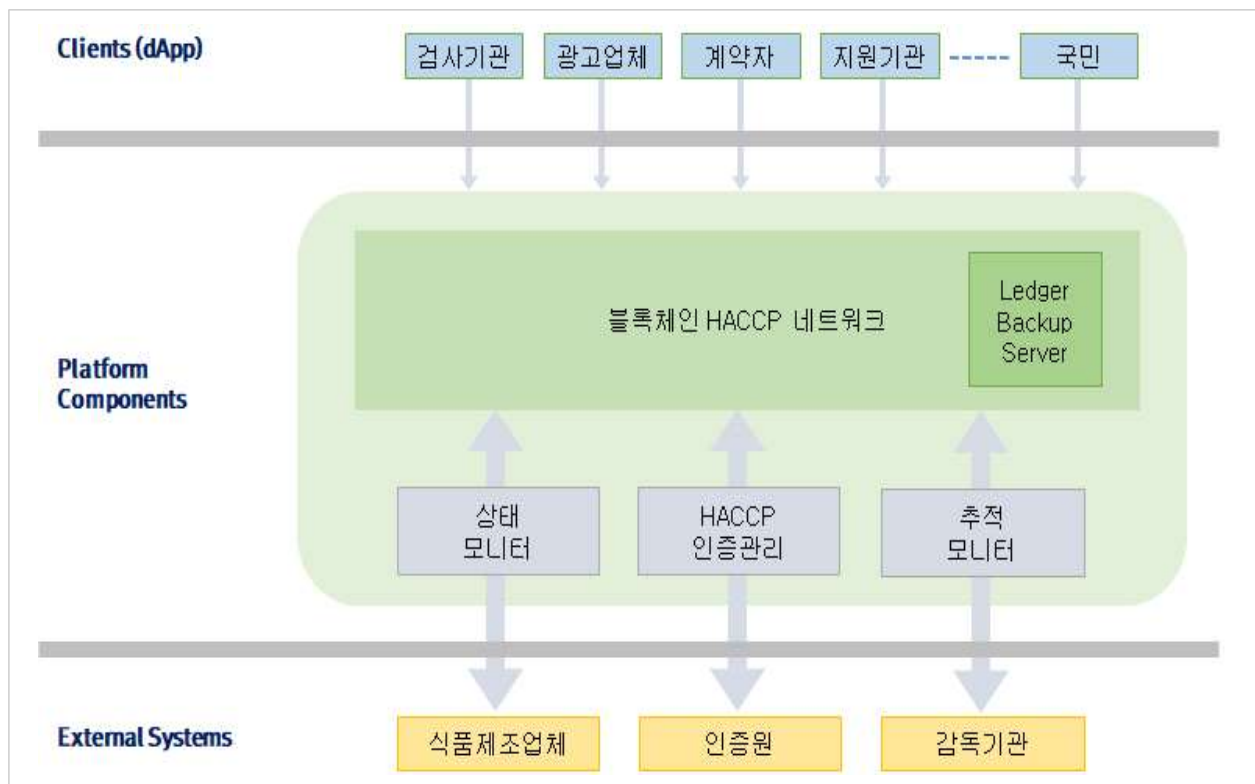 Clients (dApp)
검사기관
광고업체
계약자
지원기관
국민
Platform
Components
블록체인 HACCP 네트워크
Ledger
Backup
Server
상태
모니터
HACCP
인증관리
추적
모니터
External Systems
식품제조업체
인증원
감독기관